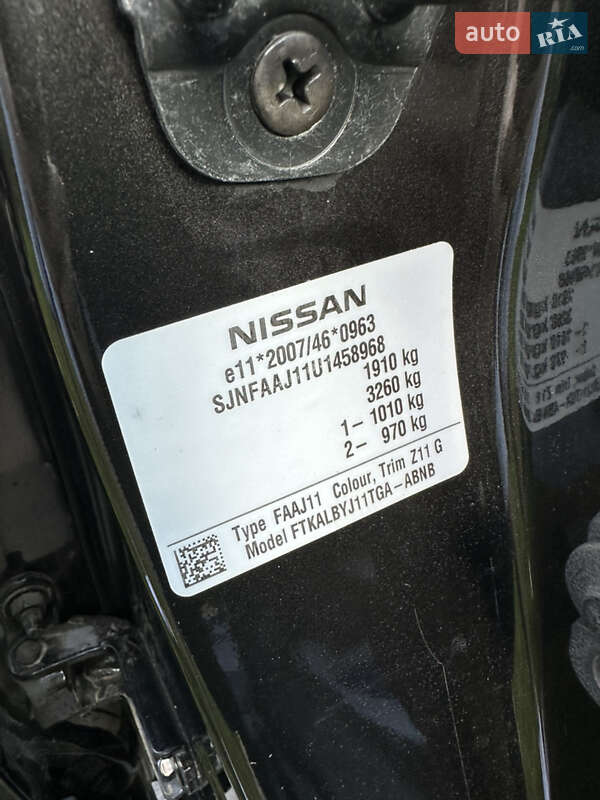 auto RIA.com
NISSAN
e11*2007/46*0963
SJNFAAJ11U1458968
1910 kg
3260 kg
1- 1010 kg
2- 970 kg
Type FAAJ11 Colour, Trim Z11 G
Model FTKALBYJ11TGA-ABNB